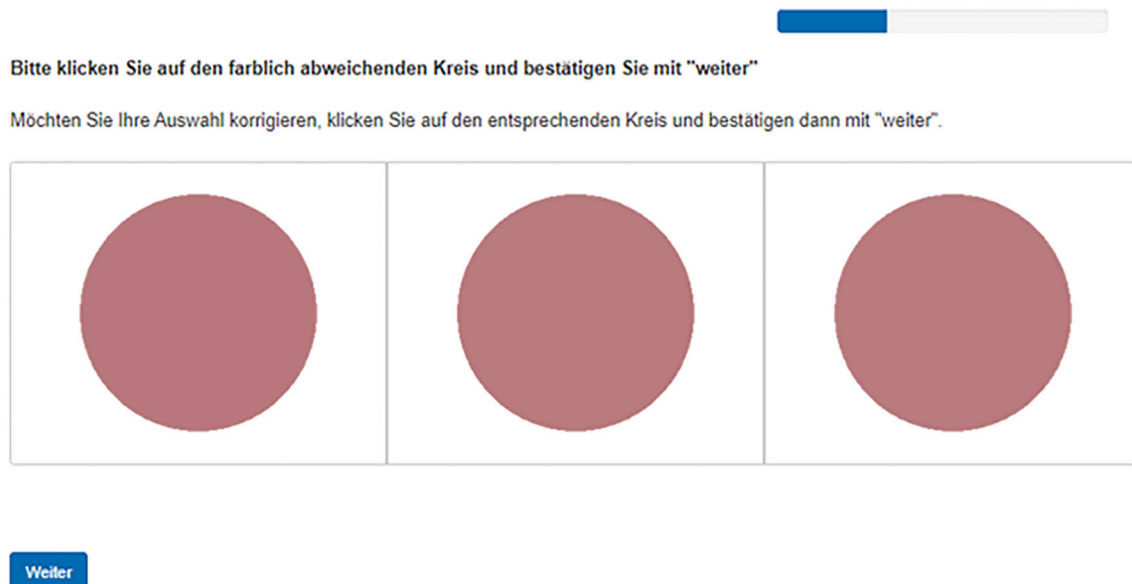 Bitte klicken Sie auf den farblich abweichenden Kreis und bestätigen Sie mit "weiter"
Möchten Sie Ihre Auswahl korrigieren, klicken Sie auf den entsprechenden Kreis und bestätigen dann mit "weiter".
Weiter